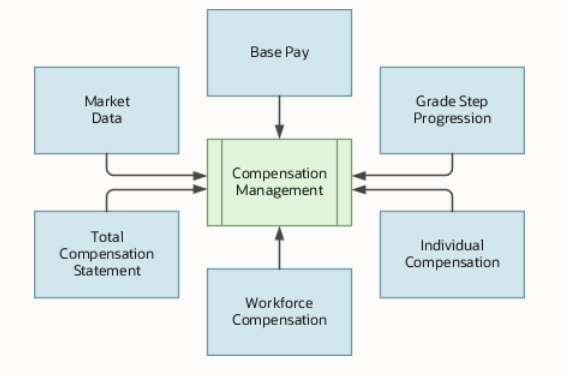 Base Pay
Market
Data
Grade Step
Progression
Compensation
Management
Total
Compensation
Statement
Individual
Compensation
Workforce
Compensation